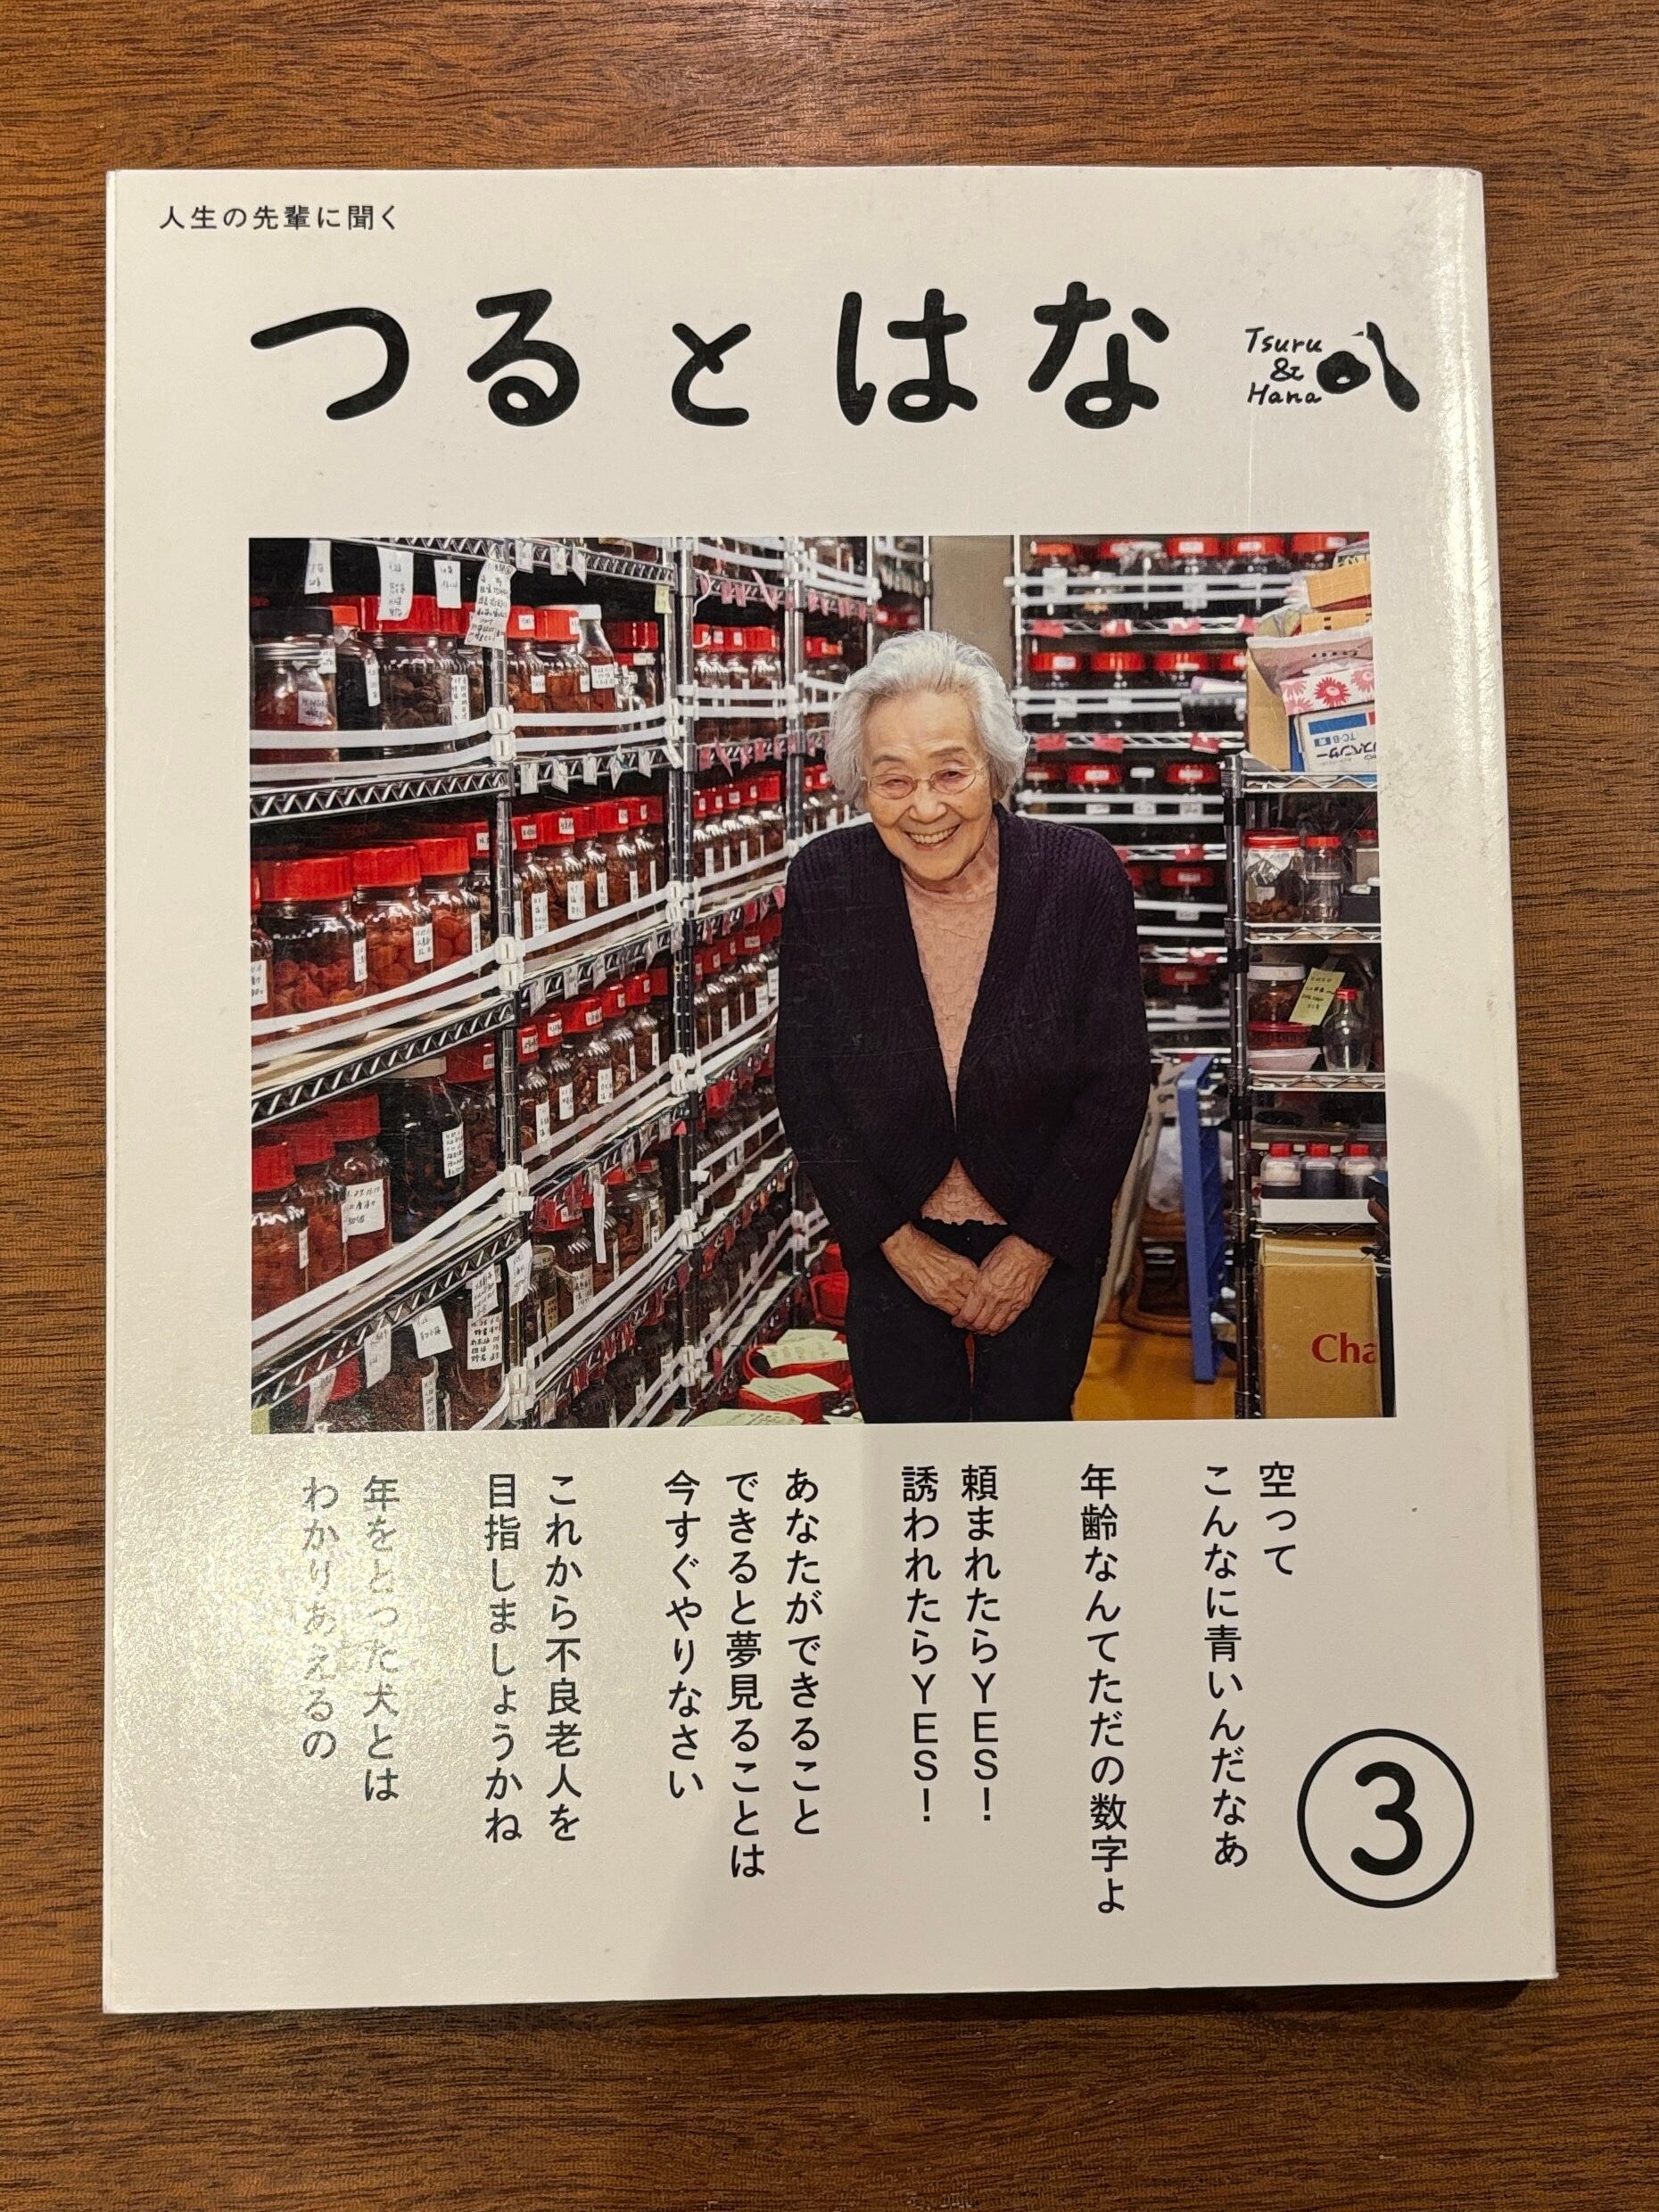 人生の先輩に聞く
つるとはな
Tsuru
&
Hana
空って
こんなに青いんだなあ
年齢なんてただの数字よ
頼まれたらYES!
誘われたらYES!
あなたができること
できると夢見ることは
今すぐやりなさい
これから不良老人を
目指しましょうかね
年をとった犬とは
わかりあえるの
3
Cha